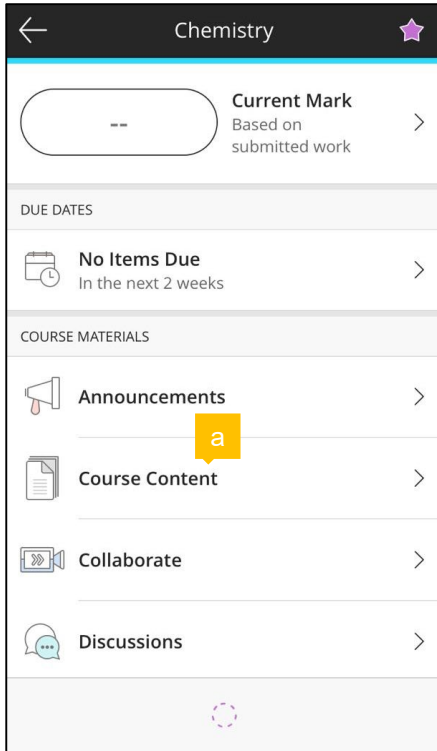 Chemistry
--
Current Mark
Based on
submitted work
DUE DATES
No Items Due
In the next 2 weeks
COURSE MATERIALS
Announcements
a
Course Content
Collaborate
Discussions